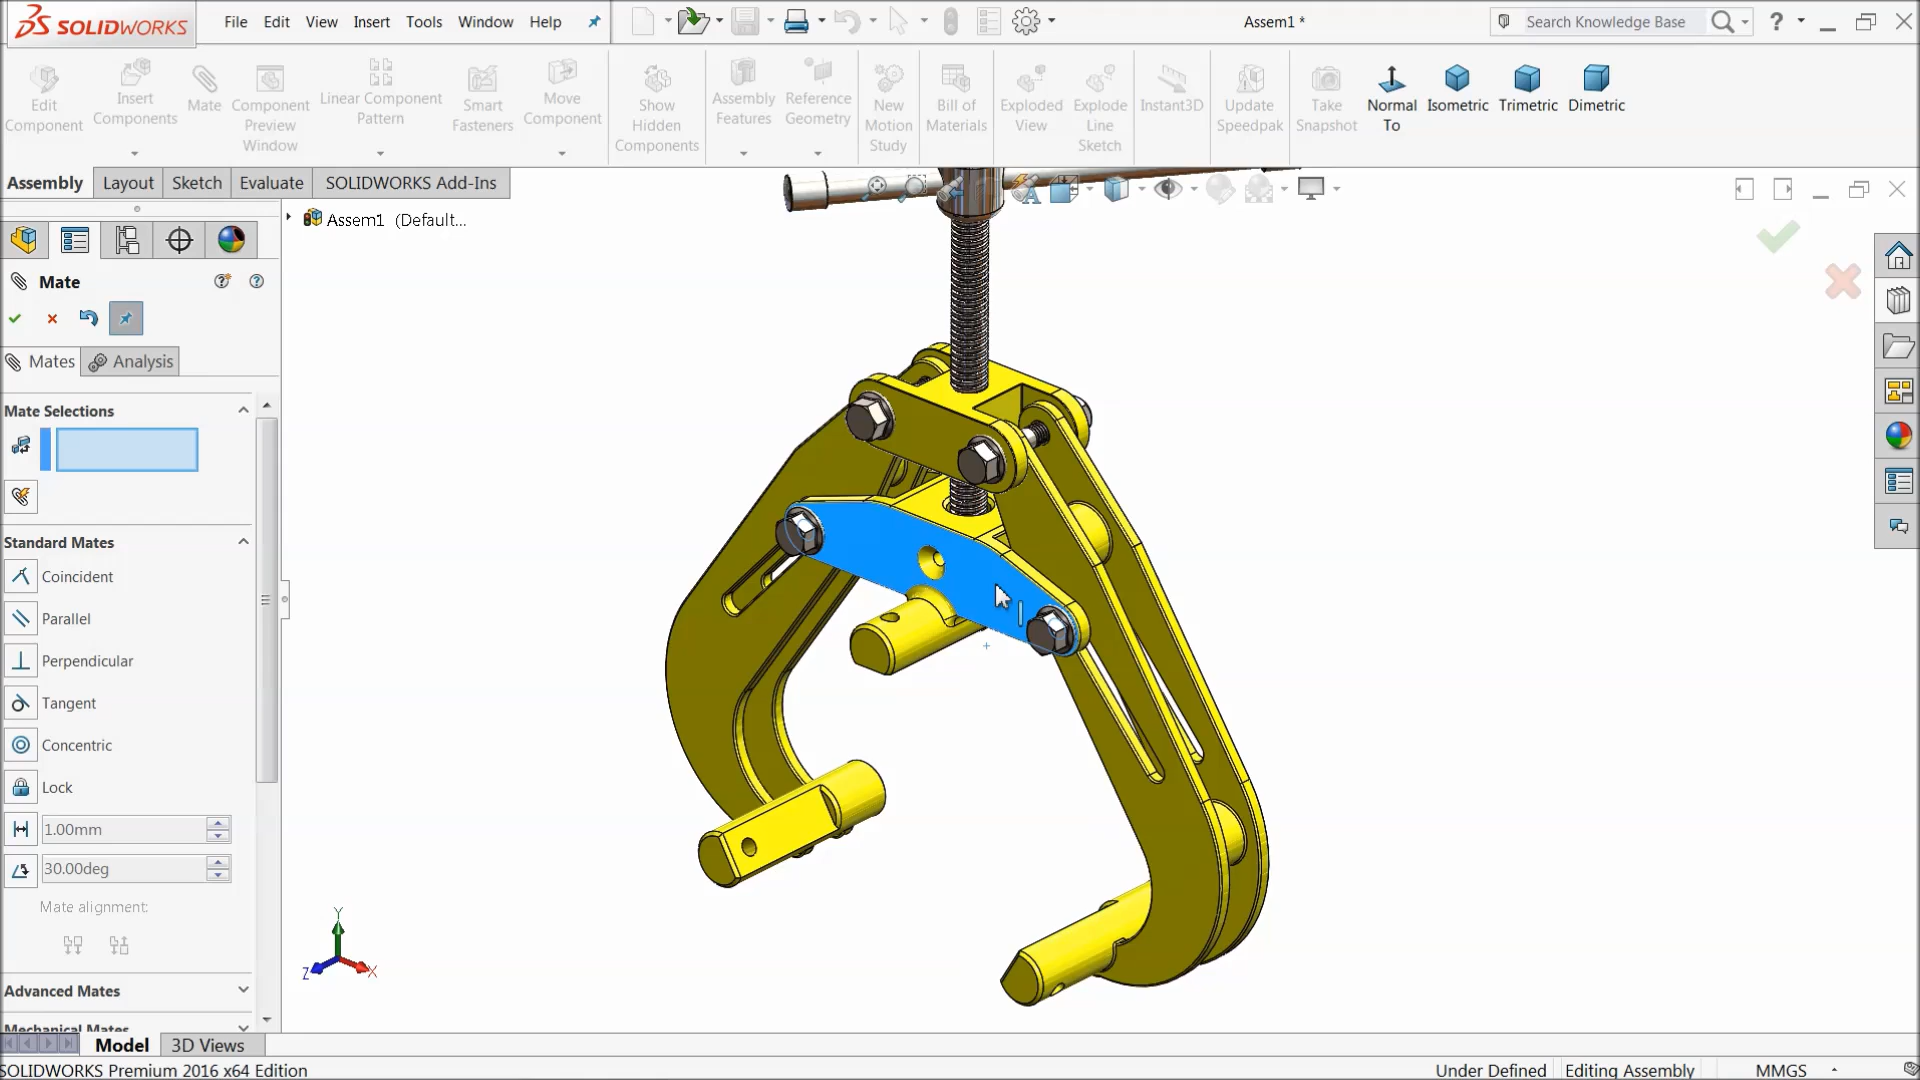 SOLIDWORKS
File Edit View Insert Tools Window Help
Assem1 *
Search Knowledge Base
?
Edit Component
Insert Components
Mate
Component Preview Window
Linear Component Pattern
Smart Fasteners
Move Component
Show Hidden Components
Assembly Features
Reference Geometry
New Motion Study
Bill of Materials
Exploded View
Explode Line Sketch
Instant3D
Update Speedpak
Take Snapshot
Normal To
Isometric
Trimetric
Dimetric
Assembly Layout Sketch Evaluate SOLIDWORKS Add-Ins
Assem1 (Default...
Mate
Mates Analysis
Mate Selections
Standard Mates
Coincident
Parallel
Perpendicular
Tangent
Concentric
Lock
1.00mm
30.00deg
Mate alignment:
Advanced Mates
Mechanical Mates
Y
Z X
Model 3D Views
SOLIDWORKS Premium 2016 x64 Edition
Under Defined Editing Assembly MMGS